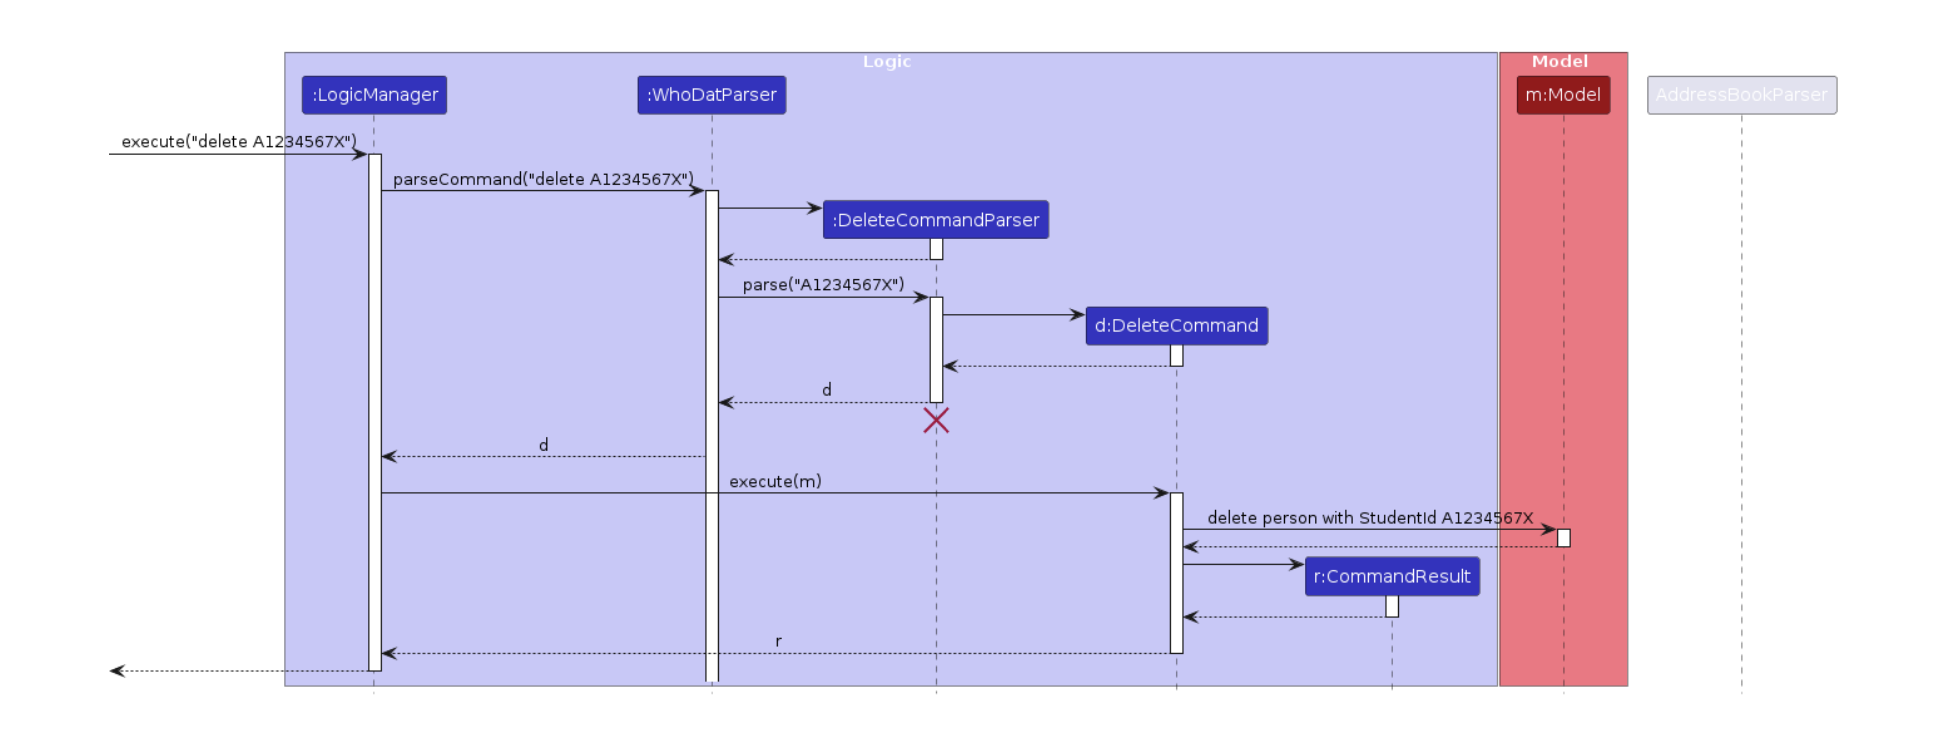 Logic
Model
:LogicManager
:WhoDatParser
m:Model
AddressBookParser
execute("delete A1234567X")
parseCommand("delete A1234567X")
:DeleteCommandParser
parse("A1234567X")
d:DeleteCommand
d
d
execute(m)
delete person with StudentId A1234567X
r:CommandResult
r